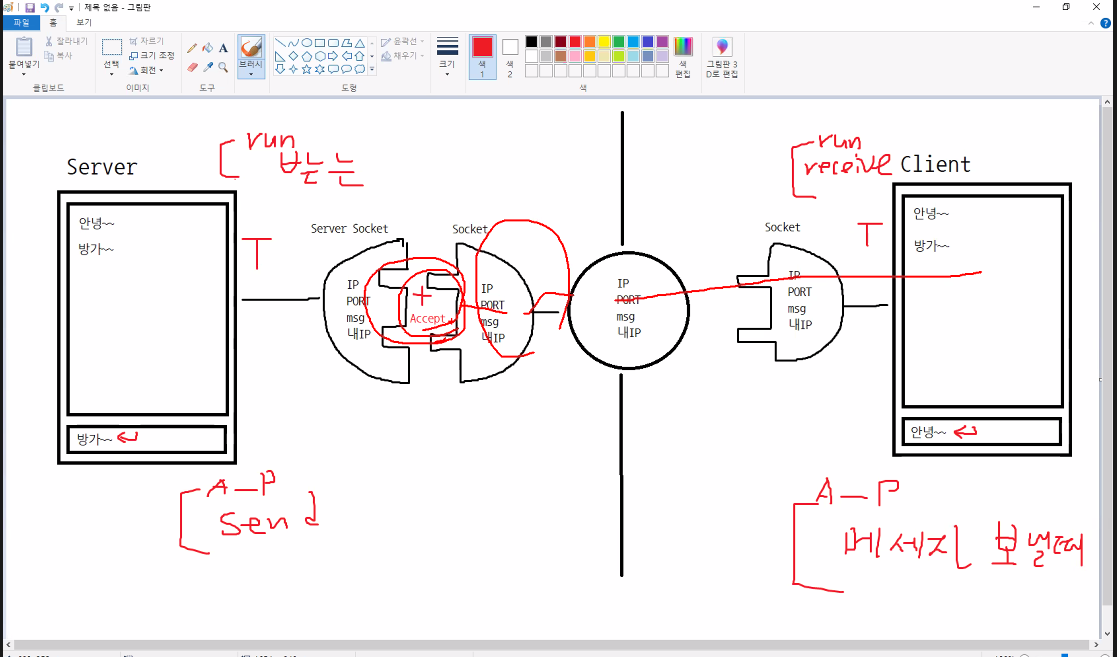 제목 없음 - 그림판
파일 홈 보기
붙여넣기
잘라내기
복사
클립보드
선택
자르기
크기 조정
회전
이미지
A
도구
브러시
윤곽선
채우기
도형
크기
색
1
색
2
색
편집
색
그림판 3
D로 편집
run
받는
Server
run
receive
Client
안녕~~
방가~~
T
Server Socket
Socket
Socket
T
안녕~~
방가~~
IP
PORT
msg
내IP
Accept
IP
PORT
msg
내IP
IP
PORT
msg
내IP
IP
PORT
msg
내IP
방가~~
안녕~~
A-P
Send
A-P
메세지 보낼때